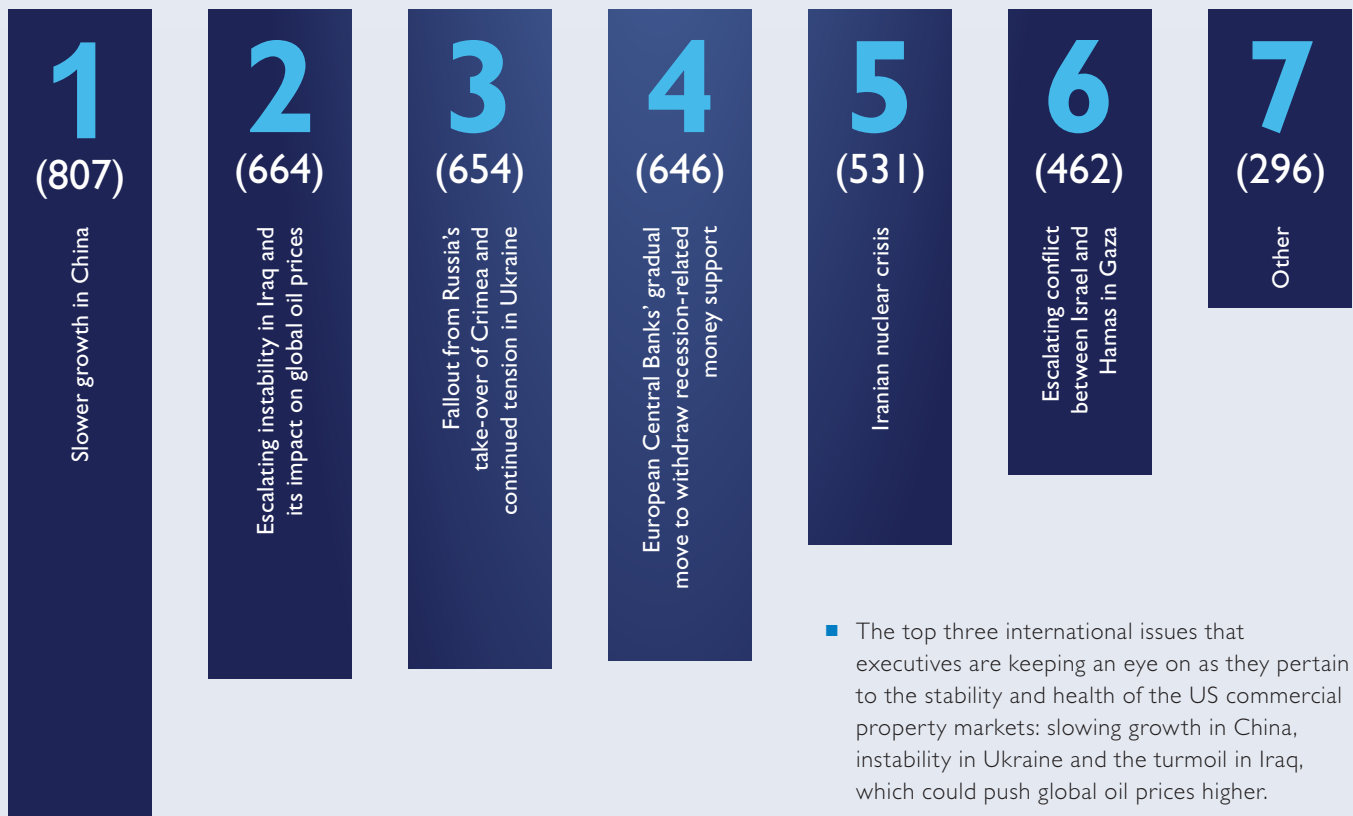 1
(807)
Slower growth in China
2
(664)
Escalating instability in Iraq and
its impact on global oil prices
3
(654)
Fallout from Russia’s
take-over of Crimea and
continued tension in Ukraine
4
(646)
European Central Banks’ gradual
move to withdraw recession-related
money support
5
(531)
Iranian nuclear crisis
6
(462)
Escalating conflict
between Israel and
Hamas in Gaza
7
(296)
Other
■ The top three international issues that
executives are keeping an eye on as they pertain
to the stability and health of the US commercial
property markets: slowing growth in China,
instability in Ukraine and the turmoil in Iraq,
which could push global oil prices higher.